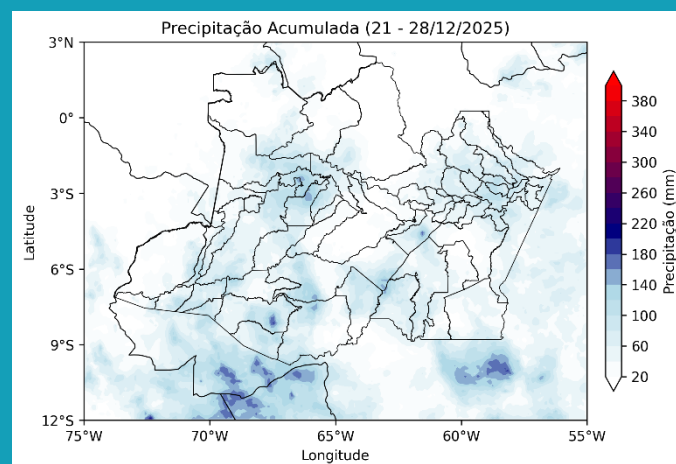 Precipitação Acumulada (21 - 28/12/2025)
3°N
0°
3°S
6°S
9°S
12°S
Latitude
75°W
70°W
65°W
60°W
55°W
Longitude
380
340
300
260
220
180
140
100
60
20
Precipitação (mm)